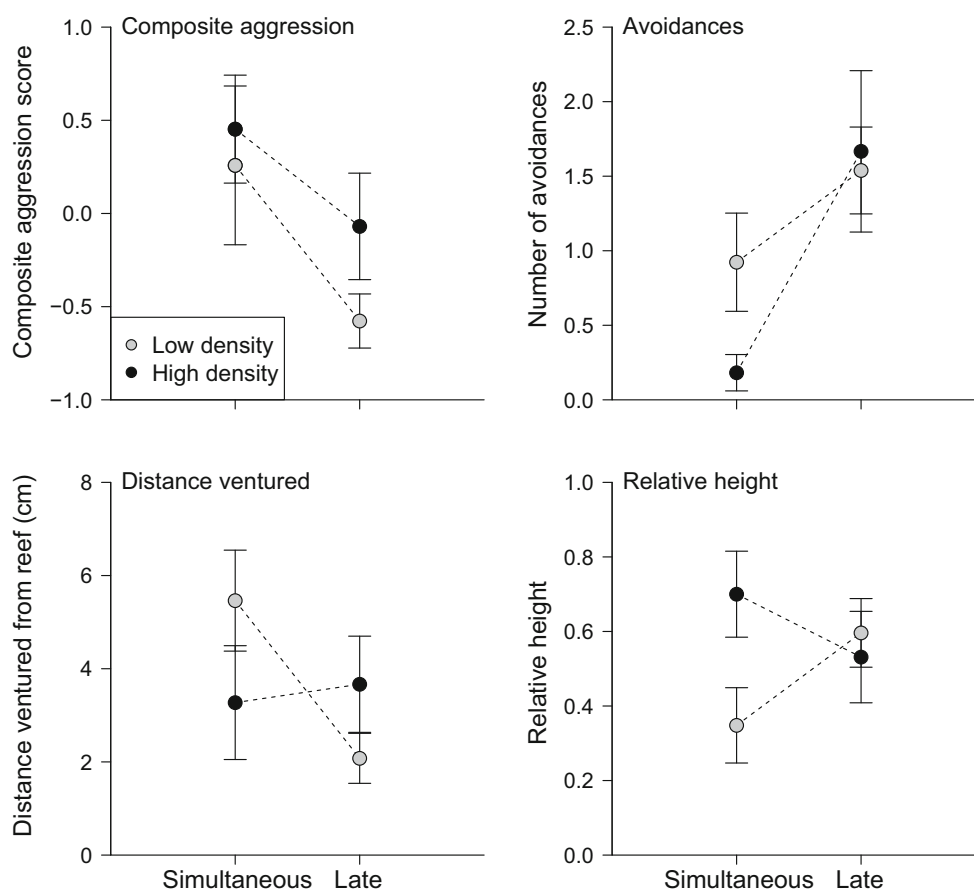 Composite aggression
Composite aggression score
1.0
0.5
0.0
−0.5
−1.0
Low density
High density
Avoidances
Number of avoidances
2.5
2.0
1.5
1.0
0.5
0.0
Distance ventured
Distance ventured from reef (cm)
8
6
4
2
0
Simultaneous Late
Relative height
Relative height
1.0
0.8
0.6
0.4
0.2
0.0
Simultaneous Late